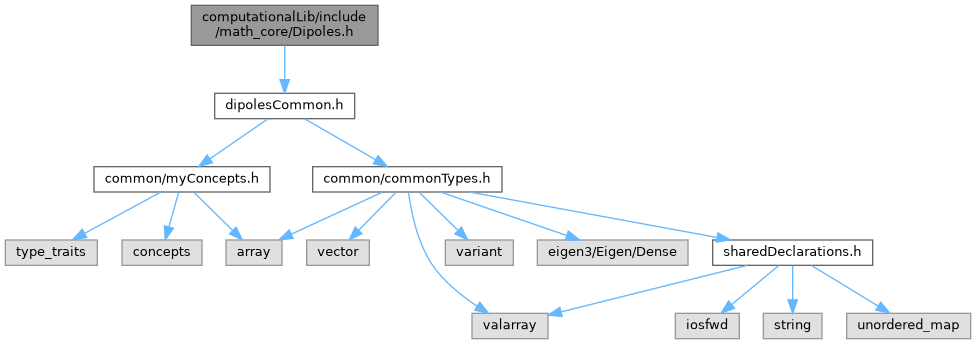 computationalLib/include
/math_core/Dipoles.h
dipolesCommon.h
common/myConcepts.h
common/commonTypes.h
type_traits
concepts
array
vector
variant
eigen3/Eigen/Dense
sharedDeclarations.h
valarray
iosfwd
string
unordered_map